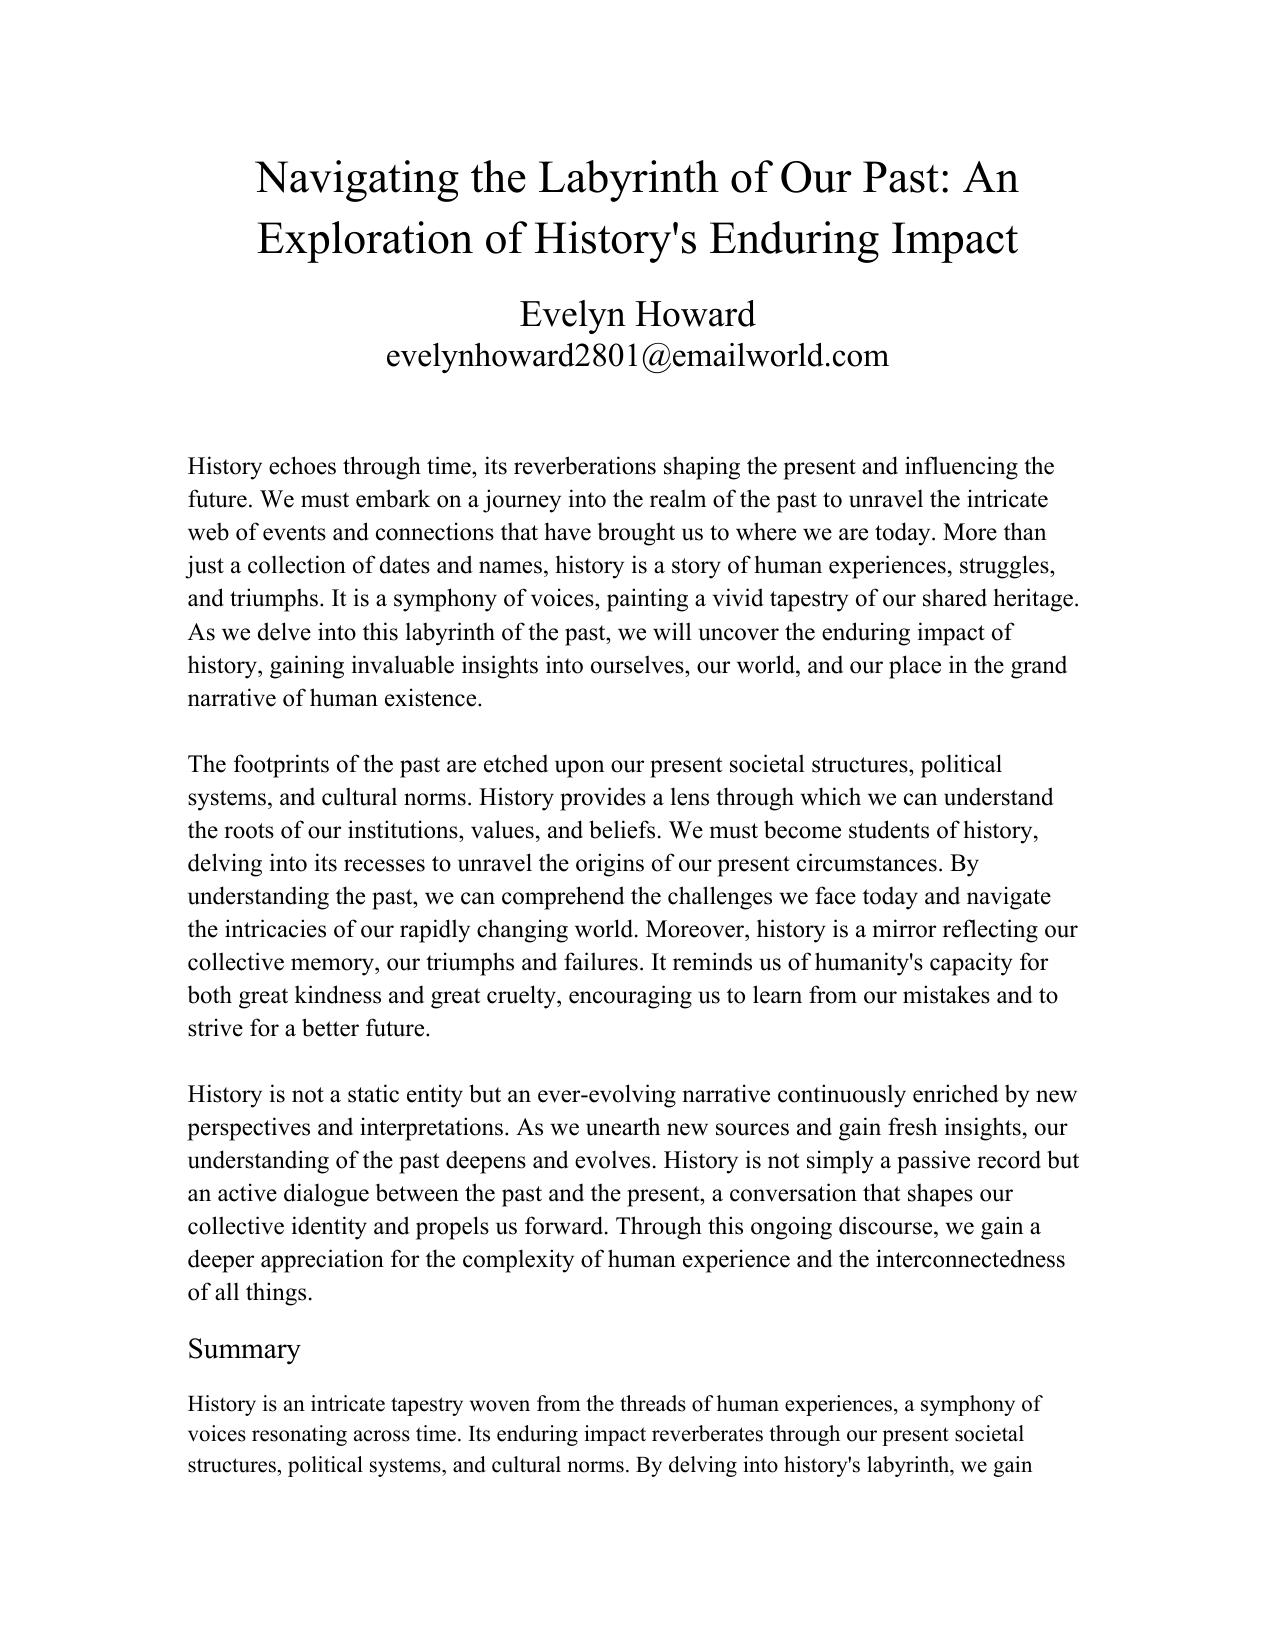 Navigating the Labyrinth of Our Past: An
Exploration of History's Enduring Impact
Evelyn Howard
evelynhoward2801@emailworld.com
History echoes through time, its reverberations shaping the present and influencing the
future. We must embark on a journey into the realm of the past to unravel the intricate
web of events and connections that have brought us to where we are today. More than
just a collection of dates and names, history is a story of human experiences, struggles,
and triumphs. It is a symphony of voices, painting a vivid tapestry of our shared heritage.
As we delve into this labyrinth of the past, we will uncover the enduring impact of
history, gaining invaluable insights into ourselves, our world, and our place in the grand
narrative of human existence.
The footprints of the past are etched upon our present societal structures, political
systems, and cultural norms. History provides a lens through which we can understand
the roots of our institutions, values, and beliefs. We must become students of history,
delving into its recesses to unravel the origins of our present circumstances. By
understanding the past, we can comprehend the challenges we face today and navigate
the intricacies of our rapidly changing world. Moreover, history is a mirror reflecting our
collective memory, our triumphs and failures. It reminds us of humanity's capacity for
both great kindness and great cruelty, encouraging us to learn from our mistakes and to
strive for a better future.
History is not a static entity but an ever-evolving narrative continuously enriched by new
perspectives and interpretations. As we unearth new sources and gain fresh insights, our
understanding of the past deepens and evolves. History is not simply a passive record but
an active dialogue between the past and the present, a conversation that shapes our
collective identity and propels us forward. Through this ongoing discourse, we gain a
deeper appreciation for the complexity of human experience and the interconnectedness
of all things.
Summary
History is an intricate tapestry woven from the threads of human experiences, a symphony of
voices resonating across time. Its enduring impact reverberates through our present societal
structures, political systems, and cultural norms. By delving into history's labyrinth, we gain